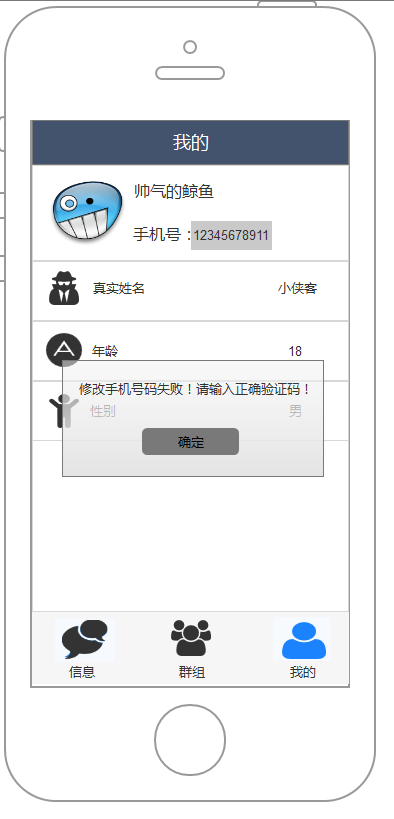 我的
帅气的鲸鱼
手机号：12345678911
真实姓名 小侠客
年龄 18
修改手机号码失败！请输入正确验证码！
性别 男
确定
信息 群组 我的